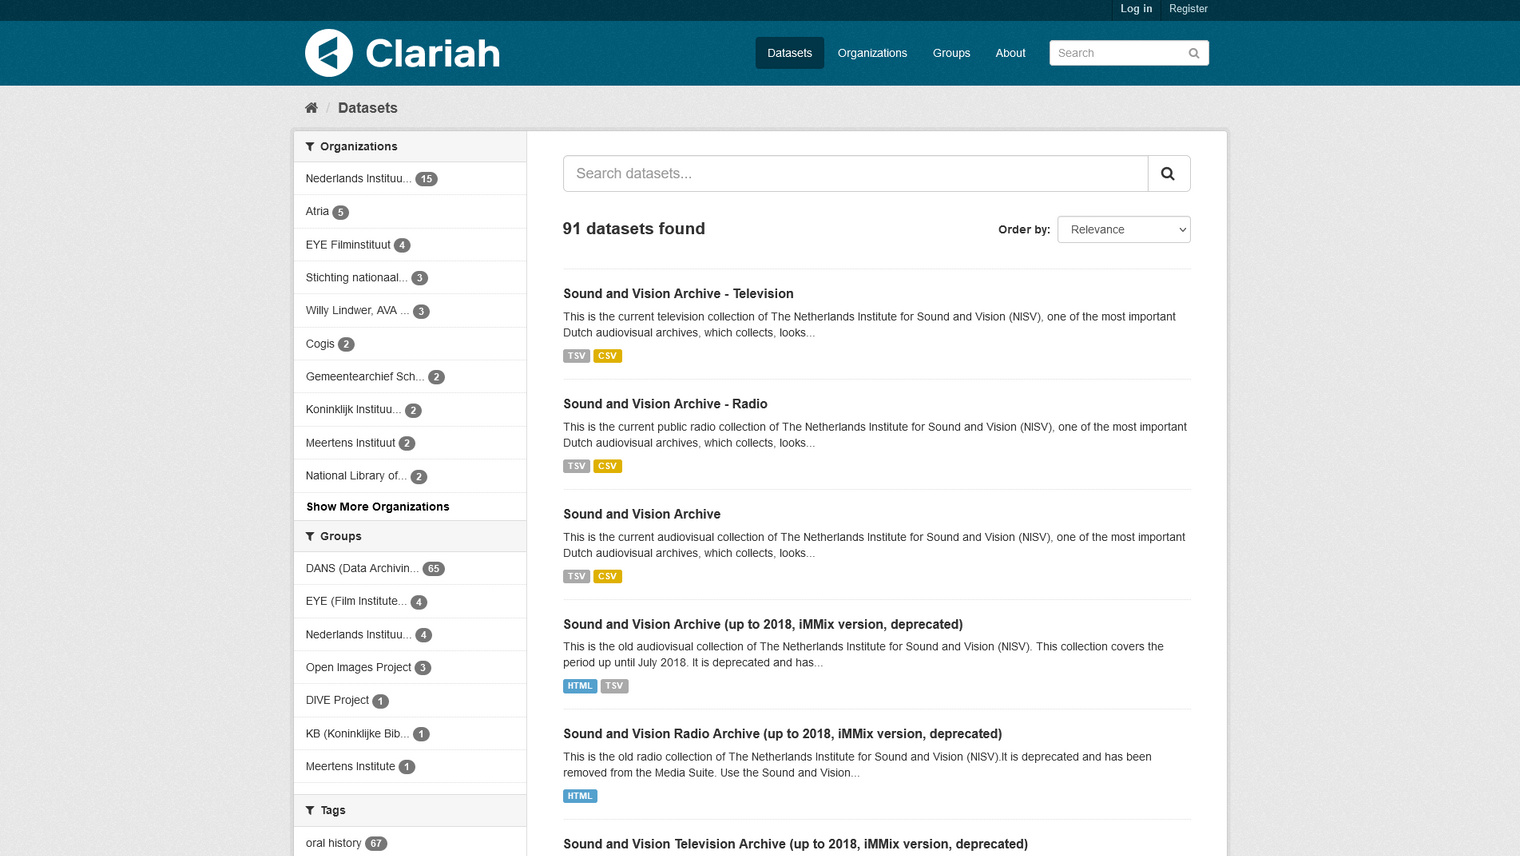 Log in
Register
Clariah
Datasets
Organizations
Groups
About
Search
Datasets
Organizations
Nederlands Instituu... 15
Atria 5
EYE Filminstituut 4
Stichting nationaal... 3
Willy Lindwer, AVA ... 3
Cogis 2
Gemeentearchief Sch... 2
Koninklijk Instituu... 2
Meertens Instituut 2
National Library of... 2
Show More Organizations
Groups
DANS (Data Archivin... 65
EYE (Film Institute... 4
Nederlands Instituu... 4
Open Images Project 3
DIVE Project 1
KB (Koninklijke Bib... 1
Meertens Institute 1
Tags
oral history 67
Search datasets...
91 datasets found
Order by: Relevance
Sound and Vision Archive - Television
This is the current television collection of The Netherlands Institute for Sound and Vision (NISV), one of the most important
Dutch audiovisual archives, which collects, looks...
TSV CSV
Sound and Vision Archive - Radio
This is the current public radio collection of The Netherlands Institute for Sound and Vision (NISV), one of the most important
Dutch audiovisual archives, which collects, looks...
TSV CSV
Sound and Vision Archive
This is the current audiovisual collection of The Netherlands Institute for Sound and Vision (NISV), one of the most important
Dutch audiovisual archives, which collects, looks...
TSV CSV
Sound and Vision Archive (up to 2018, iMMix version, deprecated)
This is the old audiovisual collection of The Netherlands Institute for Sound and Vision (NISV). This collection covers the
period up until July 2018. It is deprecated and has...
HTML TSV
Sound and Vision Radio Archive (up to 2018, iMMix version, deprecated)
This is the old radio collection of The Netherlands Institute for Sound and Vision (NISV).It is deprecated and has been
removed from the Media Suite. Use the Sound and Vision...
HTML
Sound and Vision Television Archive (up to 2018, iMMix version, deprecated)